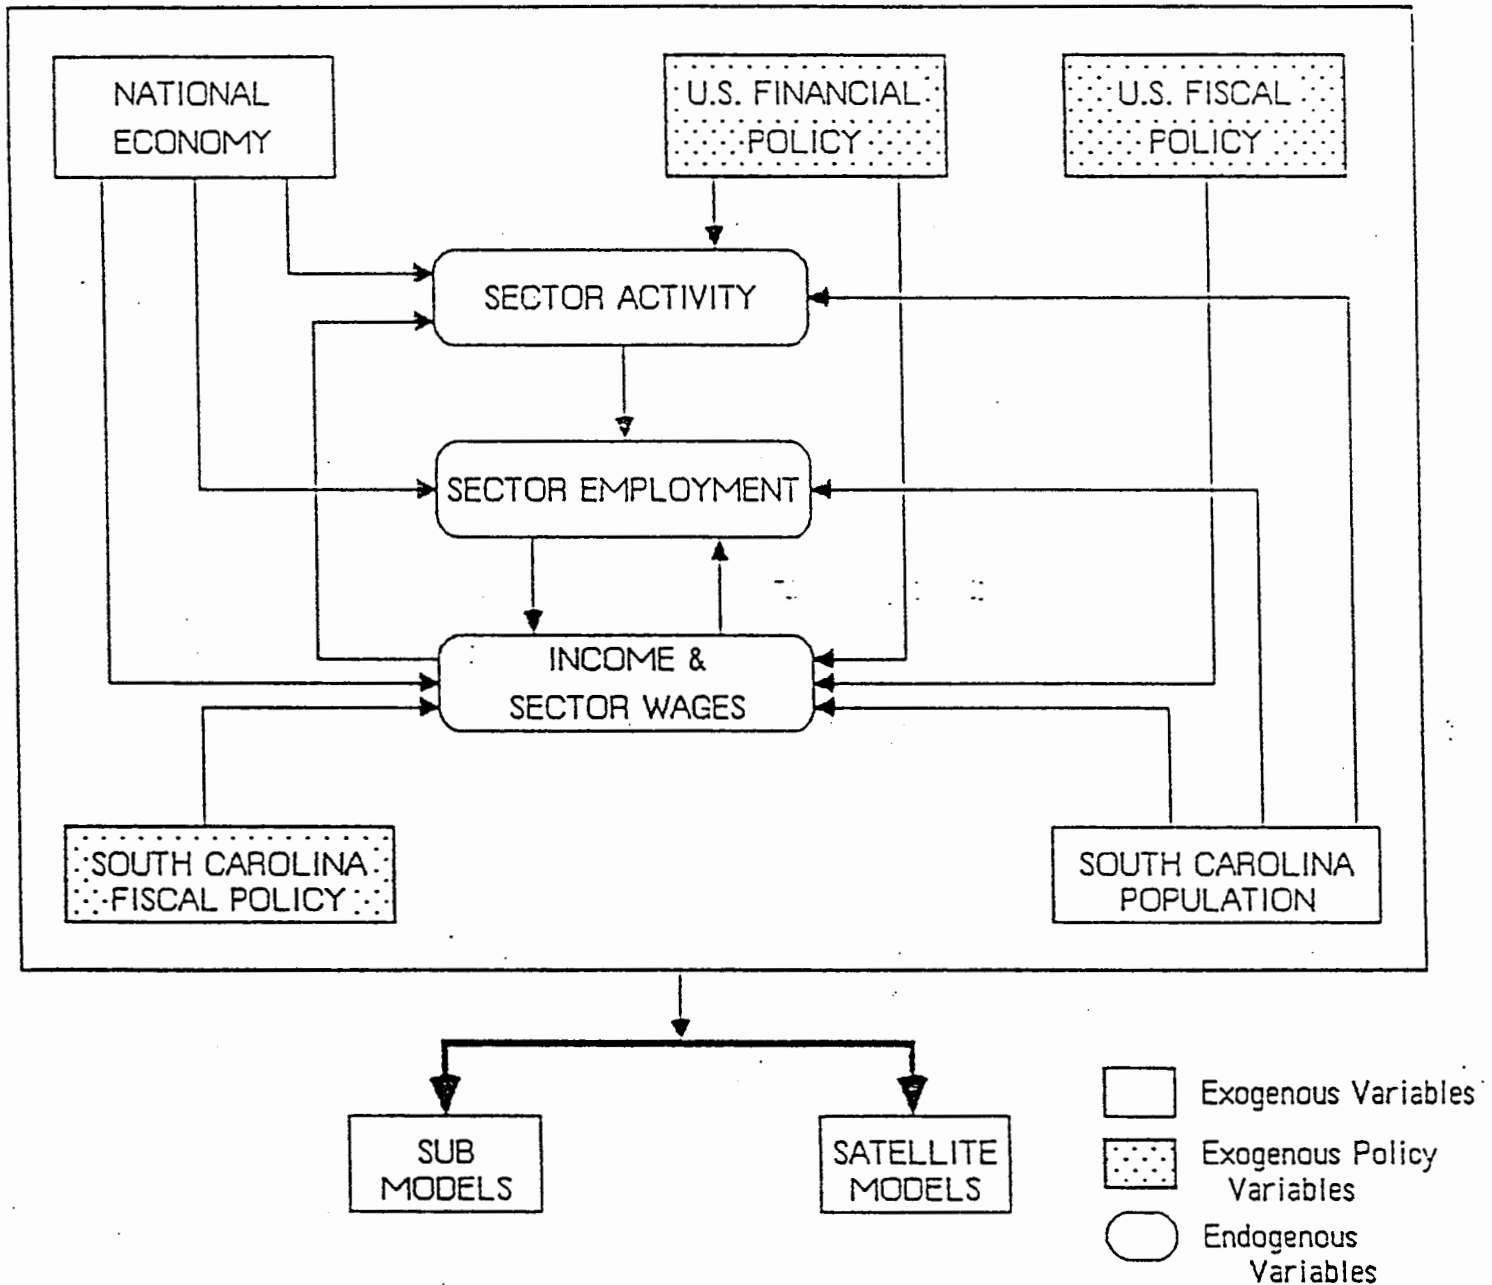 NATIONAL
ECONOMY
U.S. FINANCIAL
POLICY
U.S. FISCAL
POLICY
SECTOR ACTIVITY
SECTOR EMPLOYMENT
INCOME &
SECTOR WAGES
SOUTH CAROLINA
FISCAL POLICY
SOUTH CAROLINA
POPULATION
SUB
MODELS
SATELLITE
MODELS
Exogenous Variables
Exogenous Policy
Variables
Endogenous
Variables